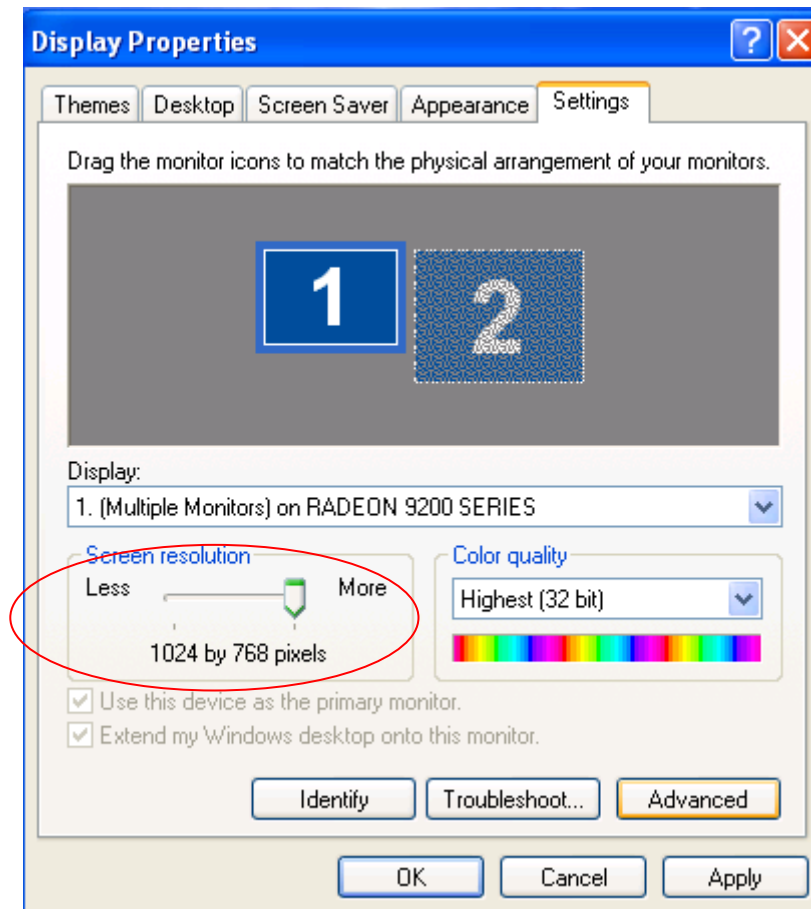 Display Properties
?
Themes Desktop Screen Saver Appearance Settings
Drag the monitor icons to match the physical arrangement of your monitors.
1 2
Display:
1. (Multiple Monitors) on RADEON 9200 SERIES
Screen resolution
Less More
1024 by 768 pixels
Color quality
Highest (32 bit)
Use this device as the primary monitor.
Extend my Windows desktop onto this monitor.
Identify Troubleshoot... Advanced
OK Cancel Apply